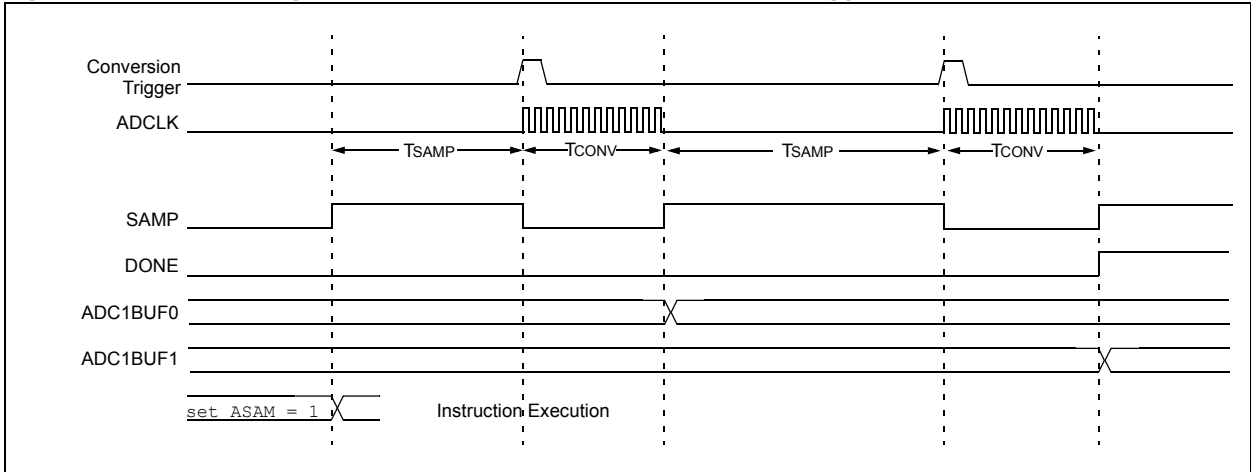 Conversion
Trigger
ADCLK
TSAMP
TCONV
TSAMP
TCONV
SAMP
DONE
ADC1BUF0
ADC1BUF1
set ASAM = 1
Instruction Execution